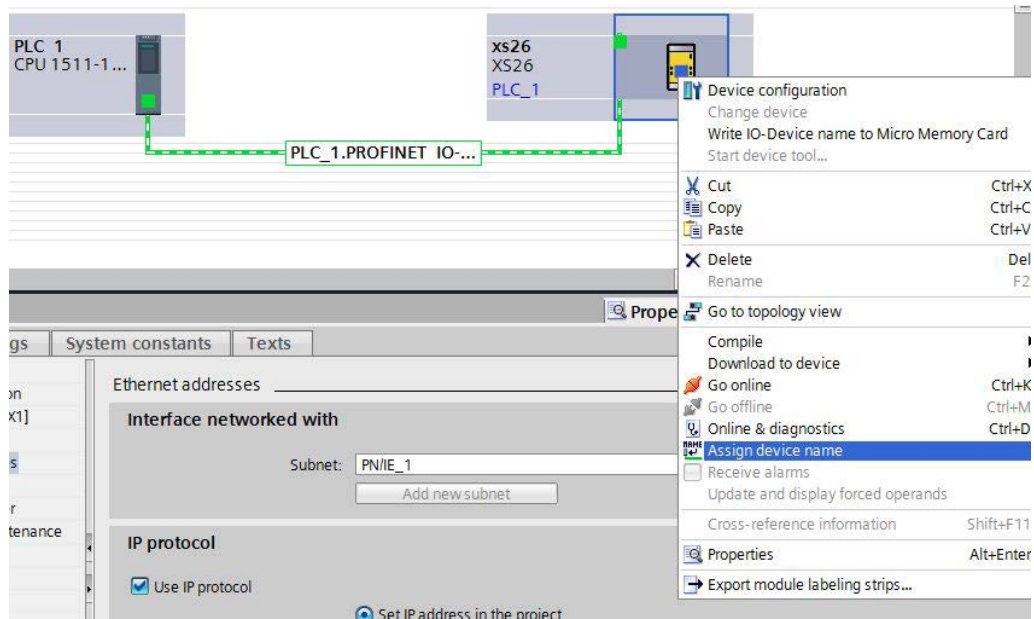 PLC 1
CPU 1511-1...
xs26
XS26
PLC_1
PLC_1.PROFINET IO-...
Device configuration
Change device
Write IO-Device name to Micro Memory Card
Start device tool...
Cut Ctrl+X
Copy Ctrl+C
Paste Ctrl+V
Delete Del
Rename F2
Go to topology view
Compile
Download to device
Go online Ctrl+K
Go offline Ctrl+M
Online & diagnostics Ctrl+D
NAME Assign device name
Receive alarms
Update and display forced operands
Cross-reference information Shift+F11
Properties Alt+Enter
Export module labeling strips...
Prope
gs System constants Texts
on
X1]
s
r
tenance
Ethernet addresses
Interface networked with
Subnet: PN/IE_1
Add new subnet
IP protocol
Use IP protocol
Set IP address in the project